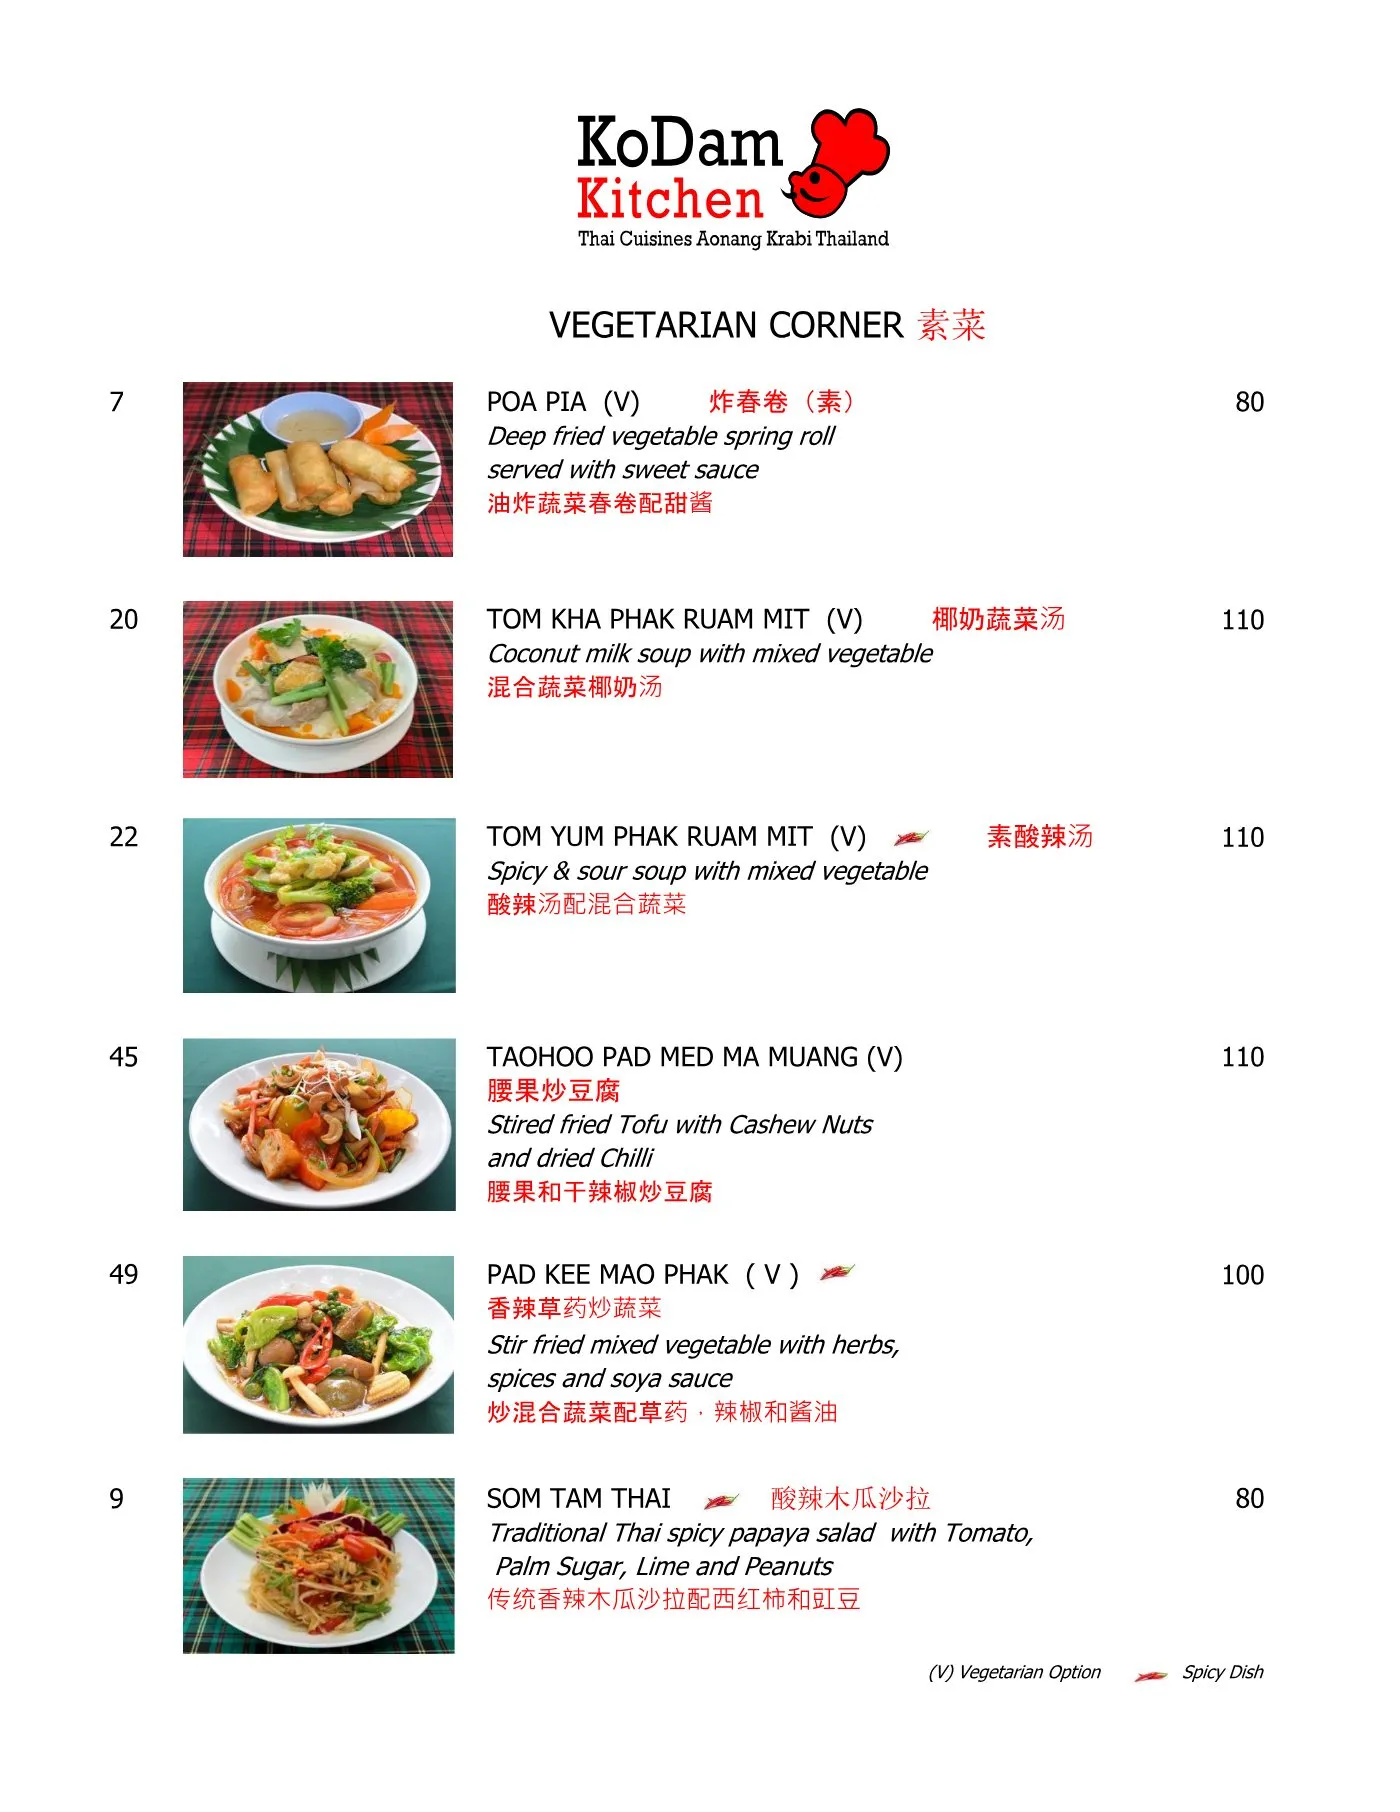 KoDam
Kitchen
Thai Cuisines Aonang Krabi Thailand
VEGETARIAN CORNER 素菜
7 POA PIA (V) 炸春卷（素） 80
Deep fried vegetable spring roll
served with sweet sauce
油炸蔬菜春卷配甜酱
20 TOM KHA PHAK RUAM MIT (V) 椰奶蔬菜汤 110
Coconut milk soup with mixed vegetable
混合蔬菜椰奶汤
22 TOM YUM PHAK RUAM MIT (V) 素酸辣汤 110
Spicy & sour soup with mixed vegetable
酸辣汤配混合蔬菜
45 TAOHOO PAD MED MA MUANG (V) 110
腰果炒豆腐
Stired fried Tofu with Cashew Nuts
and dried Chilli
腰果和干辣椒炒豆腐
49 PAD KEE MAO PHAK ( V ) 100
香辣草药炒蔬菜
Stir fried mixed vegetable with herbs,
spices and soya sauce
炒混合蔬菜配草药，辣椒和酱油
9 SOM TAM THAI 酸辣木瓜沙拉 80
Traditional Thai spicy papaya salad with Tomato,
Palm Sugar, Lime and Peanuts
传统香辣木瓜沙拉配西红柿和豇豆
(V) Vegetarian Option Spicy Dish